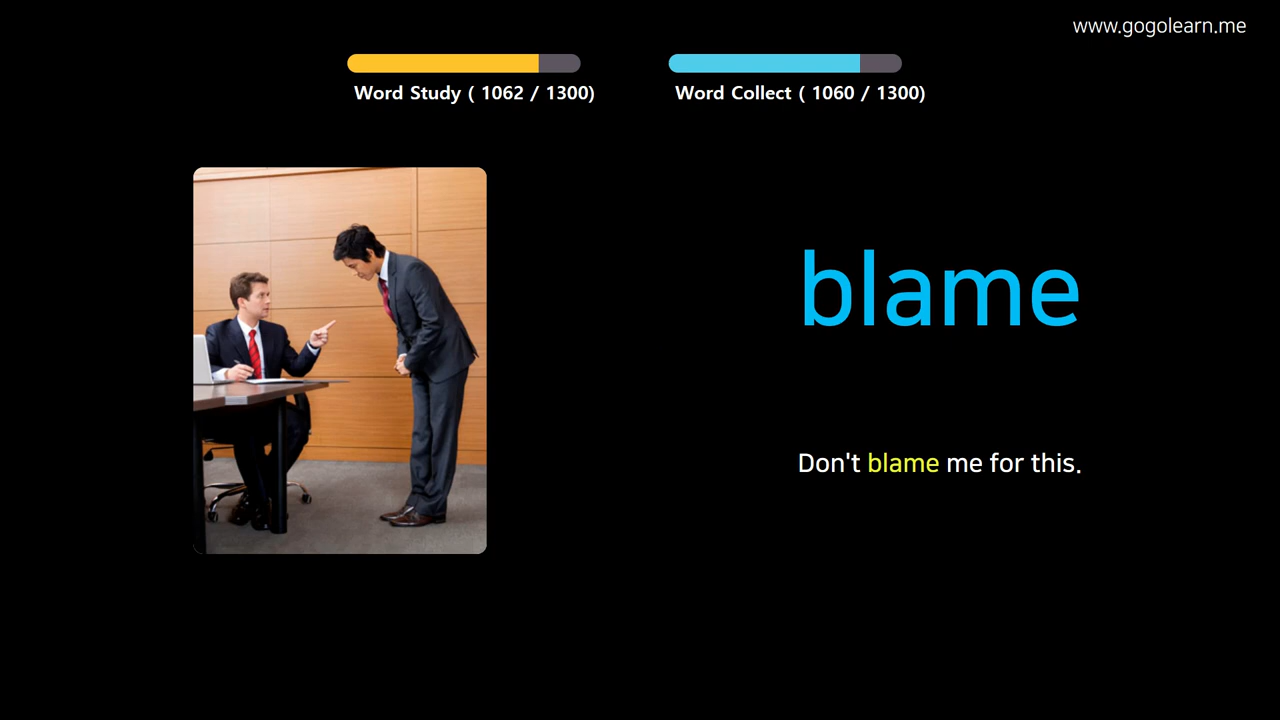 www.gogolearn.me
Word Study ( 1062 / 1300)
Word Collect ( 1060 / 1300)
blame
Don't blame me for this.